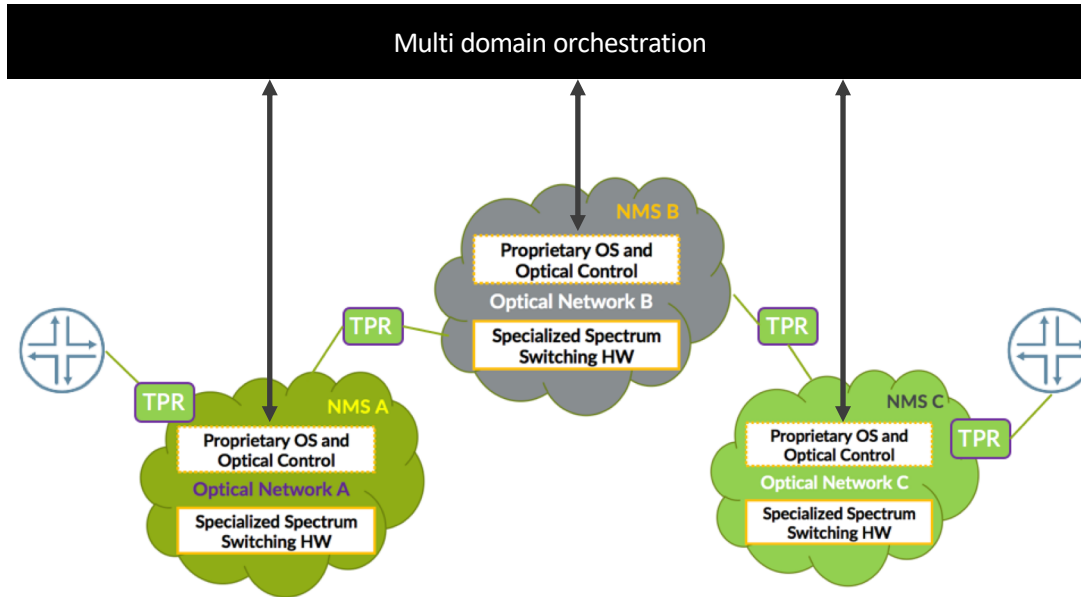 Multi domain orchestration
NMS B
Proprietary OS and
Optical Control
Optical Network B
Specialized Spectrum
Switching HW
TPR
TPR
TPR
NMS A
Proprietary OS and
Optical Control
Optical Network A
Specialized Spectrum
Switching HW
NMS C
TPR
Proprietary OS and
Optical Control
Optical Network C
Specialized Spectrum
Switching HW